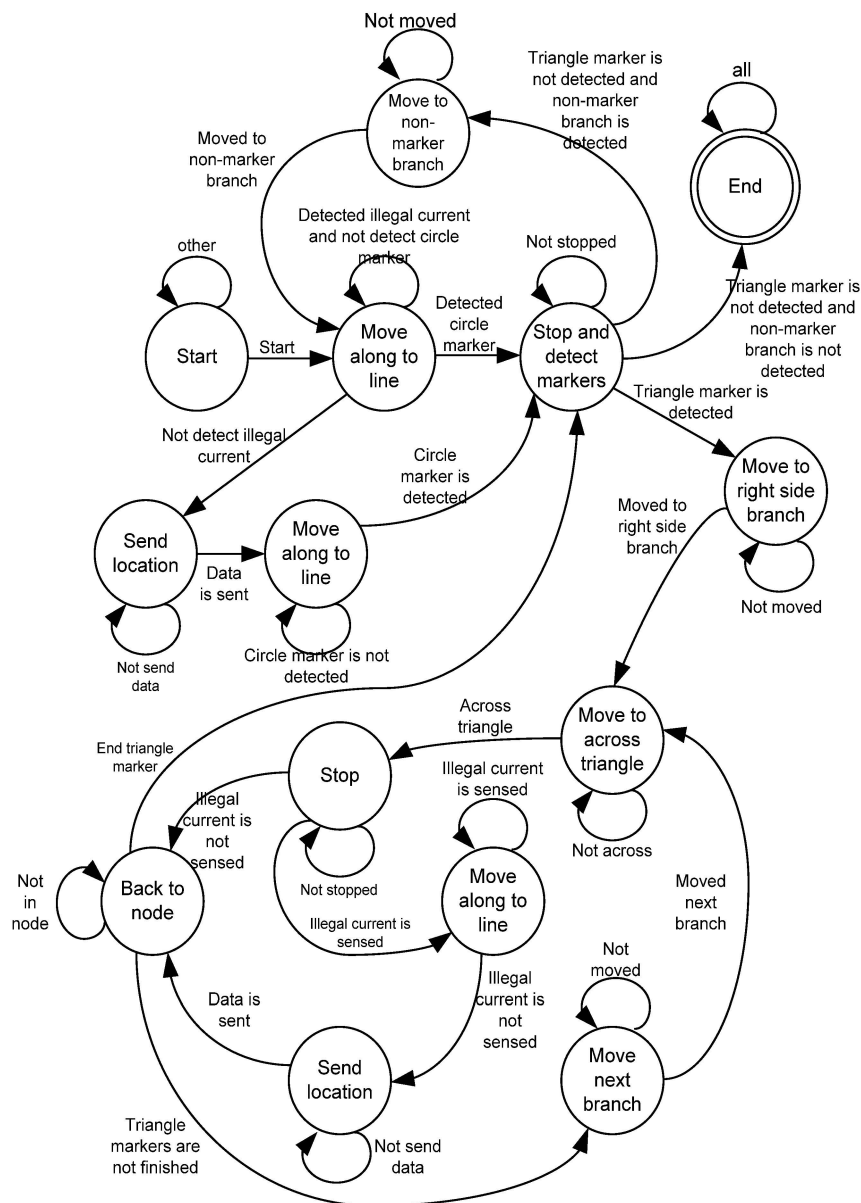 Not moved
Move to
non-
marker
branch
Triangle marker is
not detected and
non-marker
branch is
detected
all
End
Moved to
non-marker
branch
Detected illegal current
and not detect circle
marker
other
Not stopped
Start
Start
Move
along to
line
Detected
circle
marker
Stop and
detect
markers
Triangle marker is
not detected and
non-marker
branch is not
detected
Triangle marker is
detected
Not detect illegal
current
Circle
marker is
detected
Move to
right side
branch
Moved to
right side
branch
Not moved
Send
location
Data
is sent
Move
along to
line
Not send
data
Circle marker is not
detected
Across
triangle
Move to
across
triangle
Not across
End triangle
marker
Stop
Illegal current
is sensed
Illegal
current is
not
sensed
Not stopped
Not
in
node
Back to
node
Illegal current is
sensed
Move
along to
line
Moved
next
branch
Not
moved
Data is
sent
Illegal
current is
not
sensed
Send
location
Move
next
branch
Triangle
markers are
not finished
Not send
data